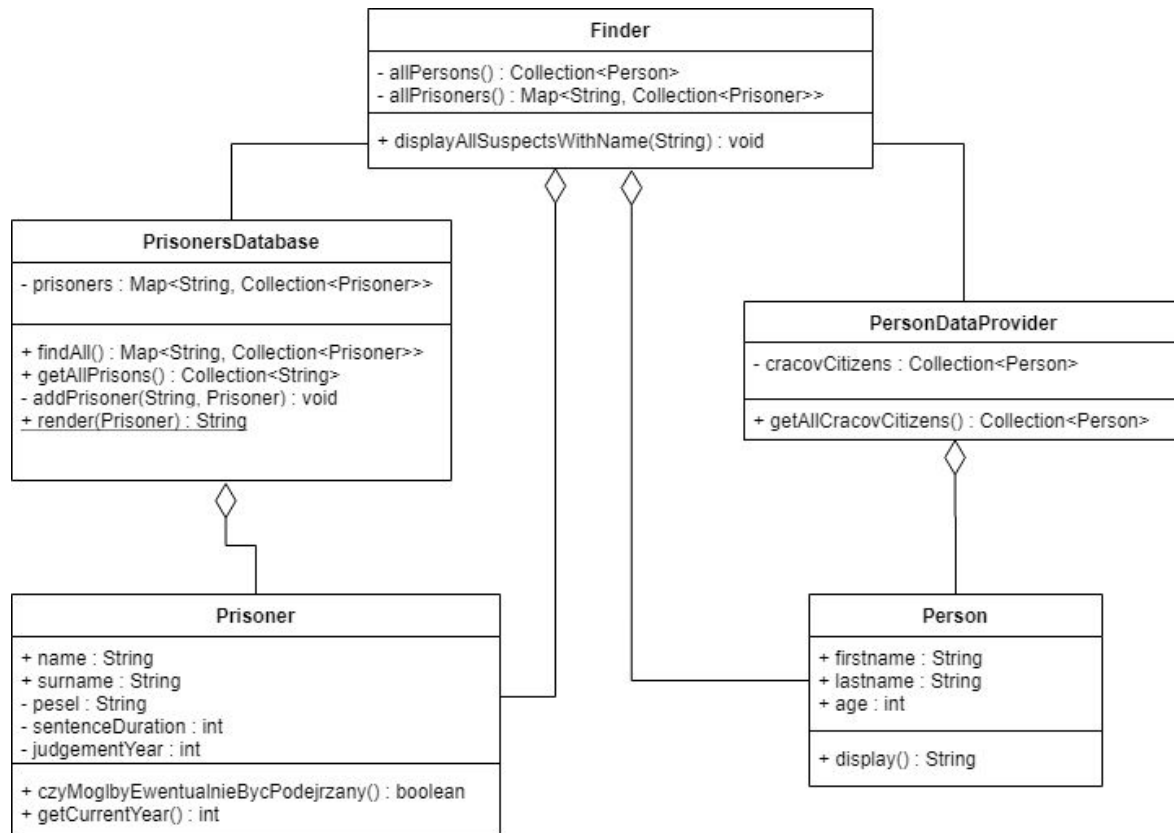 Finder
- allPersons() : Collection<Person>
- allPrisoners() : Map<String, Collection<Prisoner>>
+ displayAllSuspectsWithName(String) : void
PrisonersDatabase
- prisoners : Map<String, Collection<Prisoner>>
+ findAll() : Map<String, Collection<Prisoner>>
+ getAllPrisons() : Collection<String>
- addPrisoner(String, Prisoner) : void
+ render(Prisoner) : String
PersonDataProvider
- cracovCitizens : Collection<Person>
+ getAllCracovCitizens() : Collection<Person>
Prisoner
+ name : String
+ surname : String
- pesel : String
- sentenceDuration : int
- judgementYear : int
+ czyMoglbyEwentualnieBycPodejrzany() : boolean
+ getCurrentYear() : int
Person
+ firstname : String
+ lastname : String
+ age : int
+ display() : String